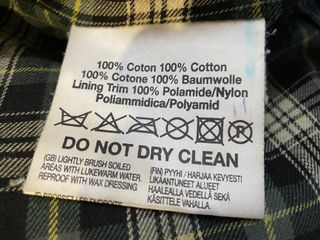 100% Coton 100% Cotton
100% Cotone 100% Baumwolle
Lining Trim 100% Polamide/Nylon
Poliammidica/Polyamid
DO NOT DRY CLEAN
(GB) LIGHTLY BRUSH SOILED
AREAS WITH LUKEWARM WATER.
REPROOF WITH WAX DRESSING
(FIN) PYYHI / HARJAA KEVYESTI
LIKAANTUNEET ALUEET
HAALEALLA VEDELLÄ SEKÄ
KÄSITTELE VAHALLA.